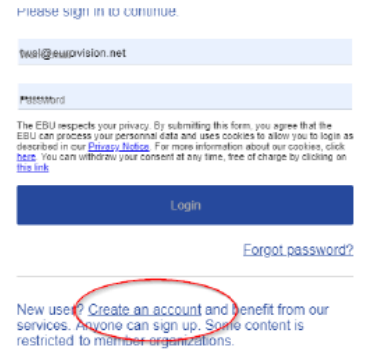 Please sign in to continue.
@eurovision.net
Password
The EBU respects your privacy. By submitting this form, you agree that the
EBU can process your personnal data and uses cookies to allow you to login as
described in our Privacy Notice. For more information about our cookies, click
here. You can withdraw your consent at any time, free of charge by clicking on
this link
Login
Forgot password?
New user? Create an account and benefit from our
services. Anyone can sign up. Some content is
restricted to member organizations.